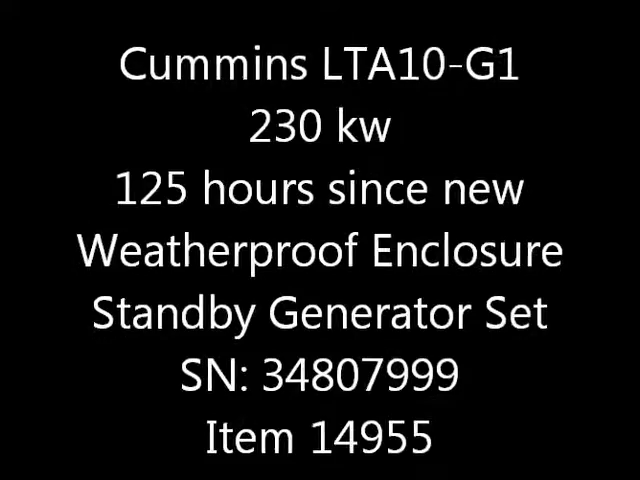 Cummins LTA10-G1
230 kw
125 hours since new
Weatherproof Enclosure
Standby Generator Set
SN: 34807999
Item 14955